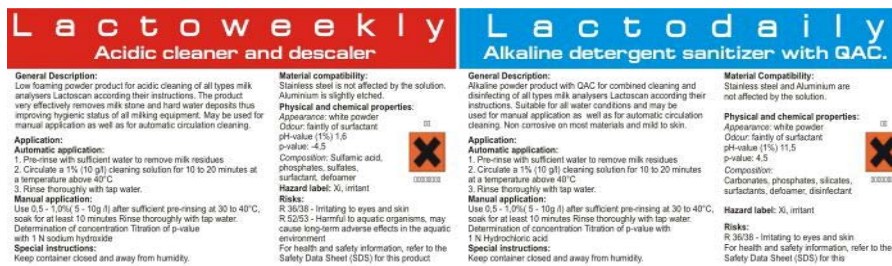 Lactoweekly
Acidic cleaner and descaler
General Description:
Low foaming powder product for acidic cleaning of all types milk
analysers Lactoscan according their instructions. The product
very effectively removes milk stone and hard water deposits thus
improving hygienic status of all milking equipment. May be used for
manual application as well as for automatic circulation cleaning.
Application:
Automatic application:
1. Pre-rinse with sufficient water to remove milk residues
2. Circulate a 1% (10 g/l) cleaning solution for 10 to 20 minutes at
a temperature above 40°C
3. Rinse thoroughly with tap water.
Manual application:
Use 0,5 - 1,0%( 5 - 10g /l) after sufficient pre-rinsing at 30 to 40°C,
soak for at least 10 minutes Rinse thoroughly with tap water.
Determination of concentration Titration of p-value
with 1 N sodium hydroxide
Special instructions:
Keep container closed and away from humidity.
Material compatibility:
Stainless steel is not affected by the solution.
Aluminium is slightly etched.
Physical and chemical properties:
Appearance: white powder
Odour: faintly of surfactant
pH-value (1%) 1,6
p-value: -4,5
Composition: Sulfamic acid,
phosphates, sulfates,
surfactant, defoamer
Hazard label: Xi, irritant
Risks:
R 36/38 - Irritating to eyes and skin
R 52/53 - Harmful to aquatic organisms, may
cause long-term adverse effects in the aquatic
environment
For health and safety information, refer to the
Safety Data Sheet (SDS) for this product
Lactodaily
Alkaline detergent sanitizer with QAC.
General Description:
Alkaline powder product with QAC for combined cleaning and
disinfecting of all types milk analysers Lactoscan according their
instructions. Suitable for all water conditions and may be
used for manual application as well as for automatic circulation
cleaning. Non corrosive on most materials and mild to skin.
Application:
Automatic application:
1. Pre-rinse with sufficient water to remove milk residues
2. Circulate a 1% (10 g/l) cleaning solution for 10 to 20 minutes
at a temperature above 40°C
3. Rinse thoroughly with tap water.
Manual application:
Use 0,5 - 1,0%( 5 - 10g /l) after sufficient pre-rinsing at 30 to 40°C,
soak for at least 10 minutes Rinse thoroughly with tap water.
Determination of concentration Titration of p-value with
1 N Hydrochloric acid
Special instructions:
Keep container closed and away from humidity.
Material Compatibility:
Stainless steel and Aluminium are
not affected by the solution.
Physical and chemical properties:
Appearance: white powder
Odour: faintly of surfactant
pH-value (1%) 11,5
p-value: 4,5
Composition:
Carbonates, phosphates, silicates,
surfactants, defoamer, disinfectant
Hazard label: Xi, irritant
Risks:
R 36/38 - Irritating to eyes and skin
For health and safety information, refer to the
Safety Data Sheet (SDS) for this